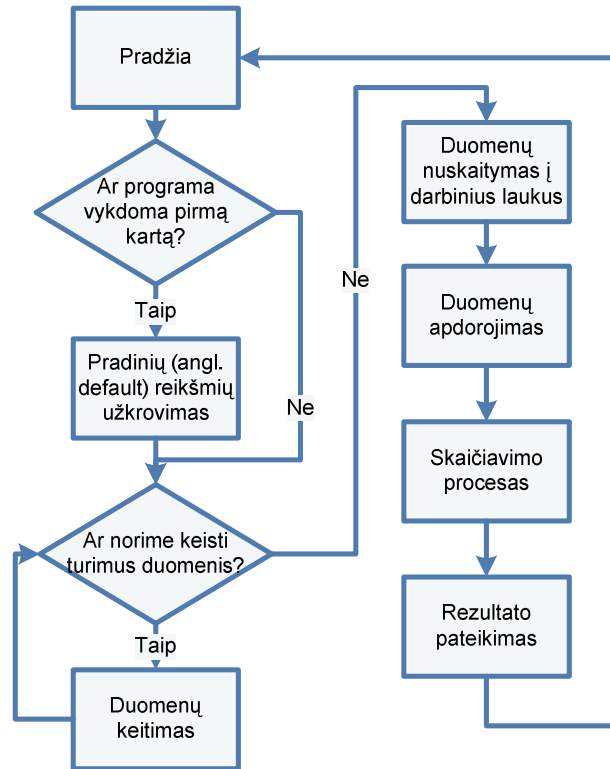 Pradžia
Ar programa
vykdoma pirmą
kartą?
Taip
Pradinių (angl.
default) reikšmių
užkrovimas
Ne
Ar norime keisti
turimus duomenis?
Taip
Duomenų
keitimas
Ne
Duomenų
nuskaitymas į
darbinius laukus
Duomenų
apdorojimas
Skaičiavimo
procesas
Rezultato
pateikimas